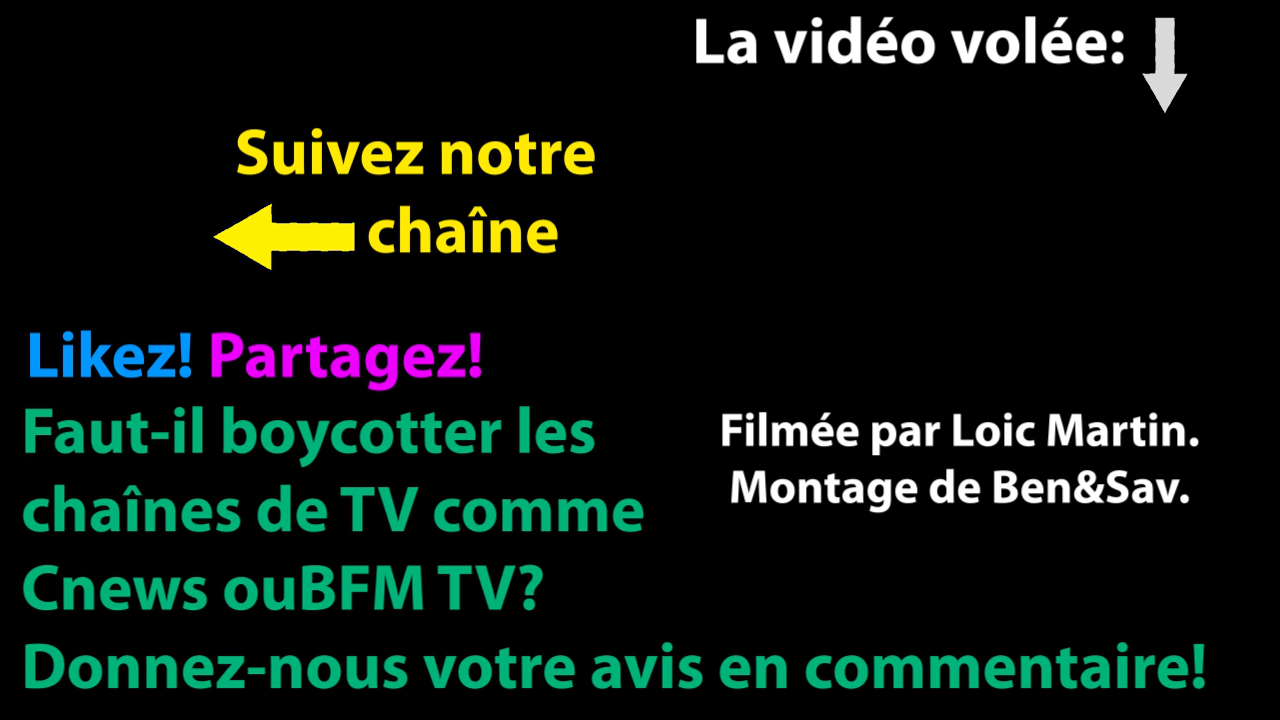 La vidéo volée:
Suivez notre
chaîne
Likez! Partagez!
Faut-il boycotter les
chaînes de TV comme
Cnews ouBFM TV?
Donnez-nous votre avis en commentaire!
Filmée par Loic Martin.
Montage de Ben&Sav.